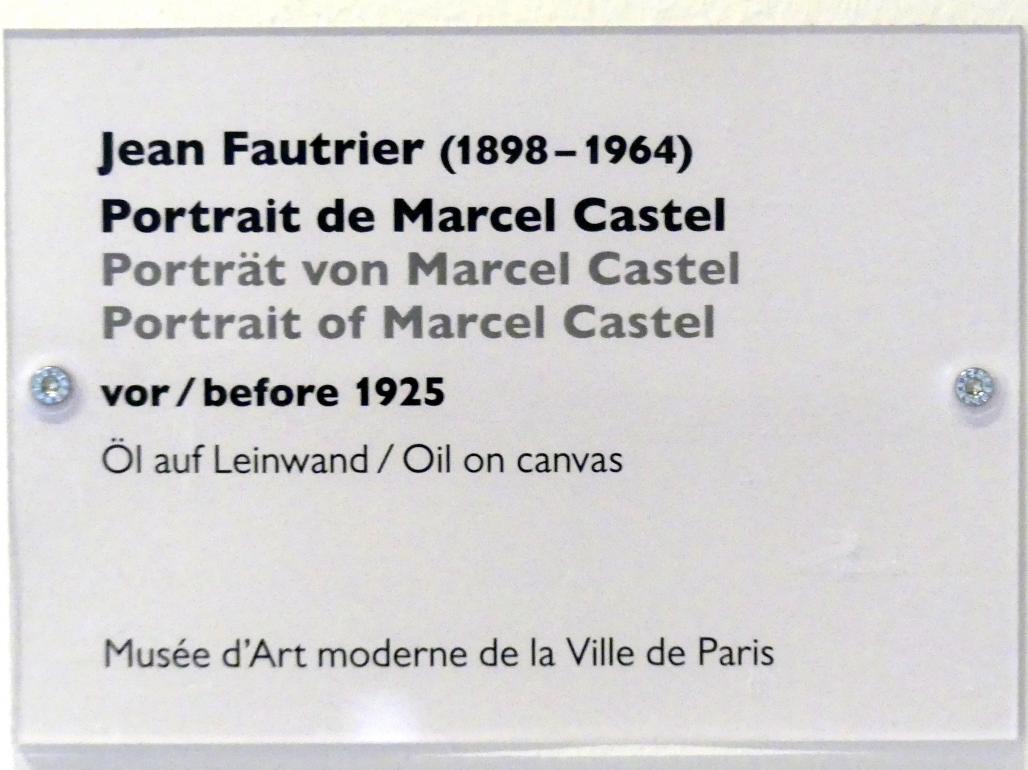 Jean Fautrier (1898–1964)
Portrait de Marcel Castel
Porträt von Marcel Castel
Portrait of Marcel Castel
vor / before 1925
Öl auf Leinwand / Oil on canvas
Musée d'Art moderne de la Ville de Paris